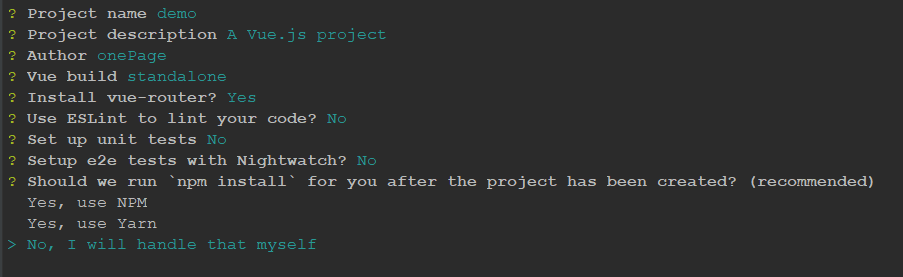 ? Project name demo
? Project description A Vue.js project
? Author onePage
? Vue build standalone
? Install vue-router? Yes
? Use ESLint to lint your code? No
? Set up unit tests No
? Setup e2e tests with Nightwatch? No
? Should we run `npm install` for you after the project has been created? (recommended)
  Yes, use NPM
  Yes, use Yarn
> No, I will handle that myself